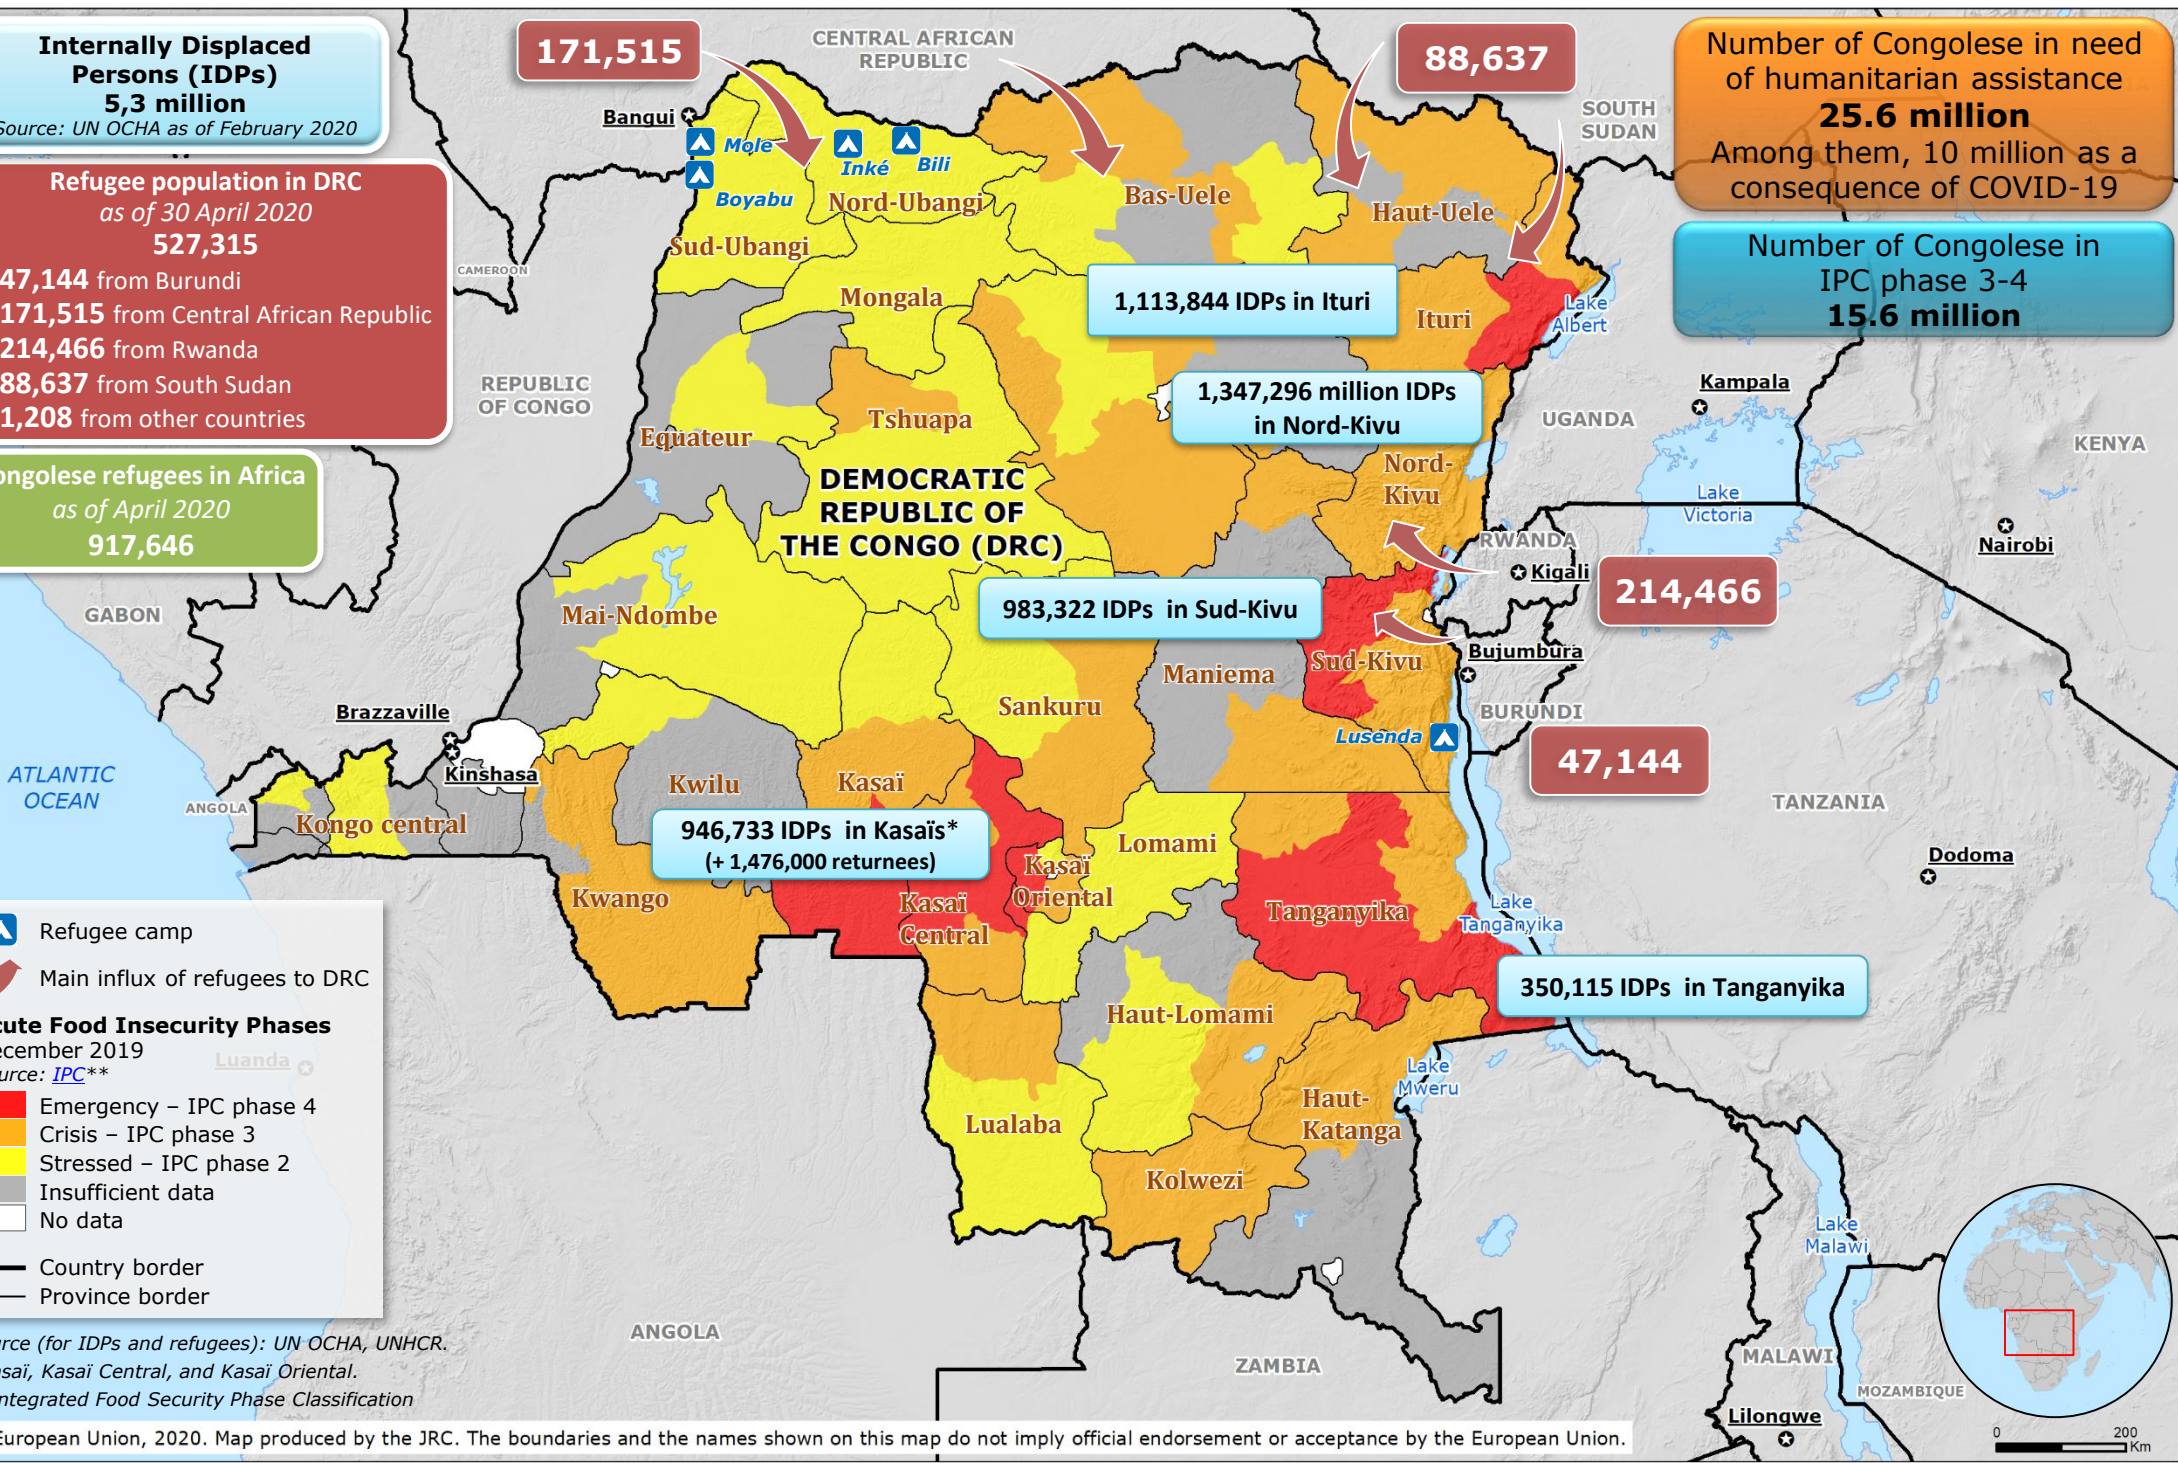 Internally Displaced
Persons (IDPs)
5,3 million
Source: UN OCHA as of February 2020
Refugee population in DRC
as of 30 April 2020
527,315
47,144 from Burundi
171,515 from Central African Republic
214,466 from Rwanda
88,637 from South Sudan
1,208 from other countries
ongolese refugees in Africa
as of April 2020
917,646
171,515
88,637
Number of Congolese in need
of humanitarian assistance
25.6 million
Among them, 10 million as a
consequence of COVID-19
Number of Congolese in
IPC phase 3-4
15.6 million
CENTRAL AFRICAN
REPUBLIC
SOUTH
SUDAN
Bangui
Mole
Inké
Bili
Boyabu
Nord-Ubangi
Sud-Ubangi
Bas-Uele
Haut-Uele
CAMEROON
Mongala
1,113,844 IDPs in Ituri
Ituri
Lake
Albert
REPUBLIC
OF CONGO
Equateur
Tshuapa
1,347,296 million IDPs
in Nord-Kivu
Kampala
UGANDA
KENYA
Nord-
Kivu
DEMOCRATIC
REPUBLIC OF
THE CONGO (DRC)
Lake
Victoria
Nairobi
RWANDA
Kigali
214,466
GABON
Mai-Ndombe
983,322 IDPs in Sud-Kivu
Maniema
Sud-Kivu
Bujumbura
BURUNDI
Sankuru
Lusenda
47,144
Brazzaville
Kinshasa
ATLANTIC
OCEAN
ANGOLA
Kongo central
Kwilu
Kasaï
946,733 IDPs in Kasaïs*
(+ 1,476,000 returnees)
Kasaï
Oriental
Lomami
TANZANIA
Dodoma
Kwango
Kasaï
Central
Tanganyika
Lake
Tanganyika
350,115 IDPs in Tanganyika
Haut-Lomami
Lake
Mweru
Haut-
Katanga
Lualaba
Kolwezi
Lake
Malawi
ANGOLA
ZAMBIA
MALAWI
MOZAMBIQUE
Lilongwe
0 200
Km
Refugee camp
Main influx of refugees to DRC
cute Food Insecurity Phases
ecember 2019
urce: IPC**
Luanda
Emergency – IPC phase 4
Crisis – IPC phase 3
Stressed – IPC phase 2
Insufficient data
No data
Country border
Province border
urce (for IDPs and refugees): UN OCHA, UNHCR.
saï, Kasaï Central, and Kasaï Oriental.
ntegrated Food Security Phase Classification
European Union, 2020. Map produced by the JRC. The boundaries and the names shown on this map do not imply official endorsement or acceptance by the European Union.